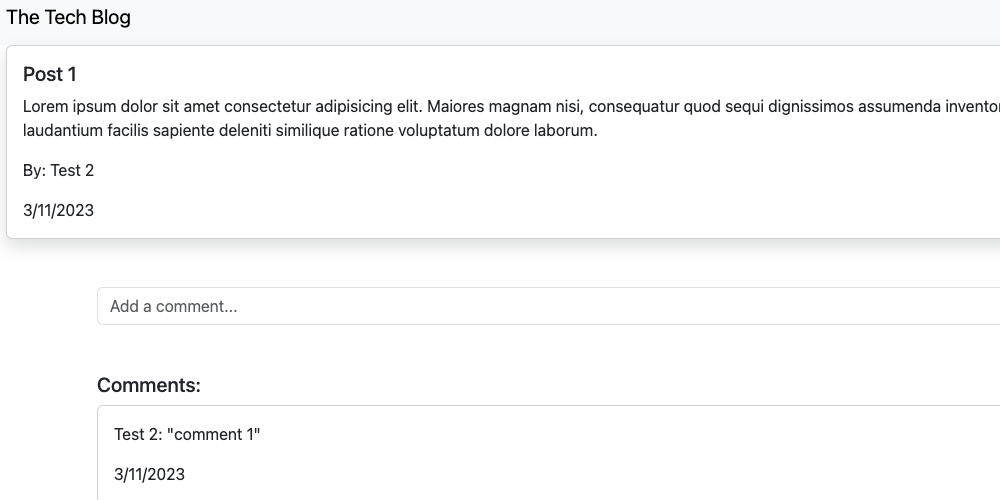 The Tech Blog
Post 1
Lorem ipsum dolor sit amet consectetur adipisicing elit. Maiores magnam nisi, consequatur quod sequi dignissimos assumenda
laudantium facilis sapiente deleniti similique ratione voluptatum dolore laborum.
By: Test 2
3/11/2023
Add a comment...
Comments:
Test 2: "comment 1"
3/11/2023